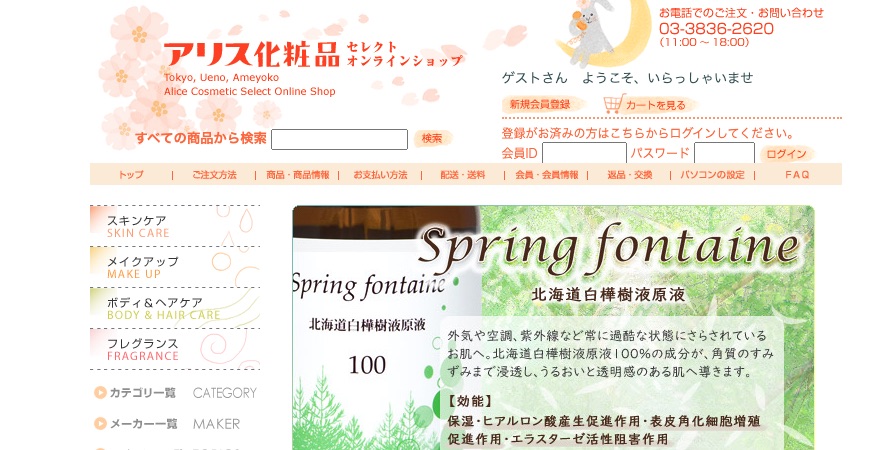 お電話でのご注文・お問い合わせ
03-3836-2620
(11:00 ~ 18:00)
アリス化粧品 セレクト オンラインショップ
Tokyo, Ueno, Ameyoko
Alice Cosmetic Select Online Shop
ゲストさん ようこそ、いらっしゃいませ
新規会員登録 カートを見る
登録がお済みの方はこちらからログインしてください。
すべての商品から検索 検索
会員ID パスワード ログイン
トップ | ご注文方法 | 商品・商品情報 | お支払い方法 | 配送・送料 | 会員・会員情報 | 返品・交換 | パソコンの設定 | FAQ
スキンケア
SKIN CARE
メイクアップ
MAKE UP
ボディ&ヘアケア
BODY & HAIR CARE
フレグランス
FRAGRANCE
カテゴリ一覧 CATEGORY
メーカー一覧 MAKER
Spring fontaine
北海道白樺樹液原液
100
Spring fontaine
北海道白樺樹液原液
外気や空調、紫外線など常に過酷な状態にさらされている
お肌へ。北海道白樺樹液原液100%の成分が、角質のすみ
ずみまで浸透し、うるおいと透明感のある肌へ導きます。
【効能】
保湿・ヒアルロン酸産生促進作用・表皮角化細胞増殖
促進作用・エラスターゼ活性阻害作用